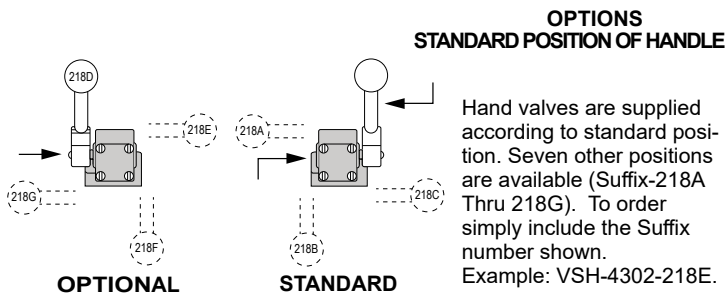 OPTIONS
STANDARD POSITION OF HANDLE
218D
218E
218A
218G
218C
218F
218B
OPTIONAL
STANDARD
Hand valves are supplied
according to standard posi-
tion. Seven other positions
are available (Suffix-218A
Thru 218G). To order
simply include the Suffix
number shown.
Example: VSH-4302-218E.